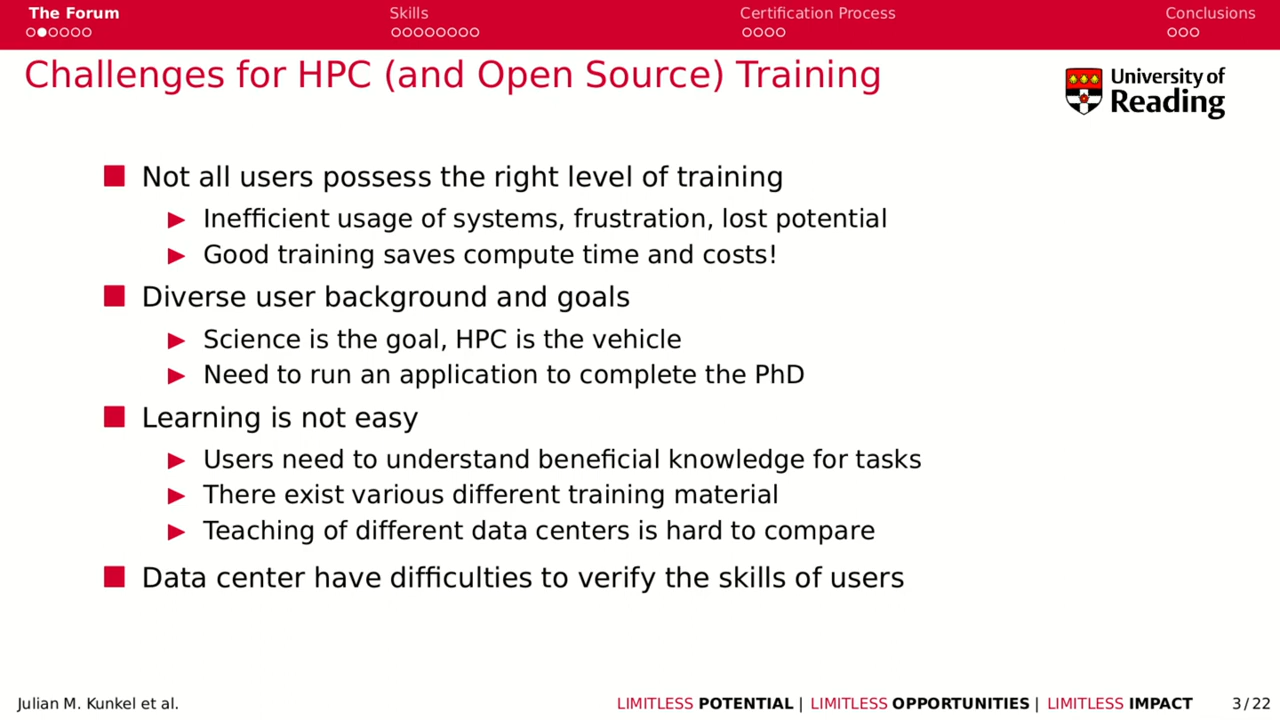 The Forum
Skills
Certification Process
Conclusions
Challenges for HPC (and Open Source) Training
University of
Reading
Not all users possess the right level of training
Inefficient usage of systems, frustration, lost potential
Good training saves compute time and costs!
Diverse user background and goals
Science is the goal, HPC is the vehicle
Need to run an application to complete the PhD
Learning is not easy
Users need to understand beneficial knowledge for tasks
There exist various different training material
Teaching of different data centers is hard to compare
Data center have difficulties to verify the skills of users
Julian M. Kunkel et al.
LIMITLESS POTENTIAL | LIMITLESS OPPORTUNITIES | LIMITLESS IMPACT
3/22